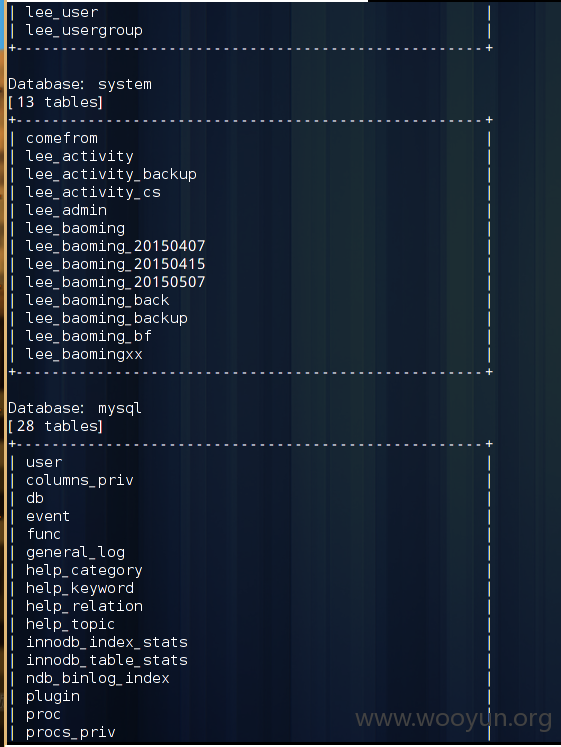 | lee_user |
| lee_usergroup |
+----------------------------------------------------+
Database: system
[13 tables]
+----------------------------------------------------+
| comefrom |
| lee_activity |
| lee_activity_backup |
| lee_activity_cs |
| lee_admin |
| lee_baoming |
| lee_baoming_20150407 |
| lee_baoming_20150415 |
| lee_baoming_20150507 |
| lee_baoming_back |
| lee_baoming_backup |
| lee_baoming_bf |
| lee_baomingxx |
+----------------------------------------------------+
Database: mysql
[28 tables]
+----------------------------------------------------+
| user |
| columns_priv |
| db |
| event |
| func |
| general_log |
| help_category |
| help_keyword |
| help_relation |
| help_topic |
| innodb_index_stats |
| innodb_table_stats |
| ndb_binlog_index |
| plugin |
| proc |
| procs_priv |
www.wooyun.org